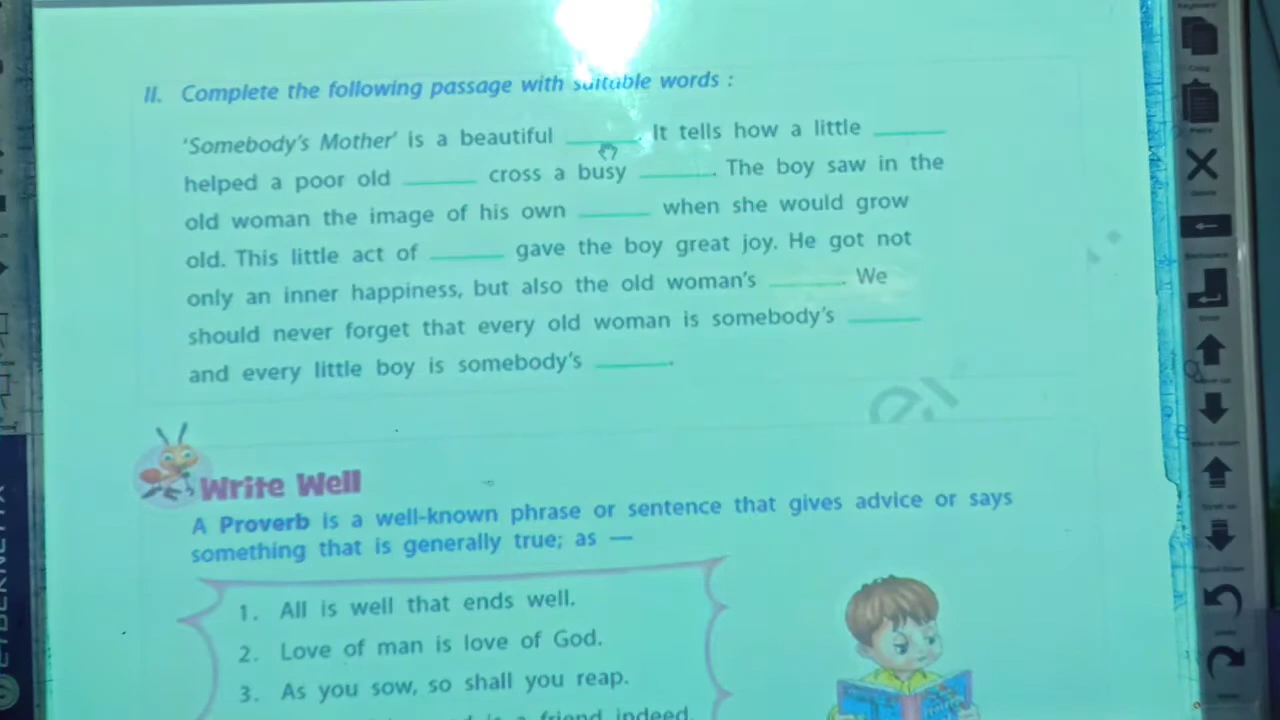 II. Complete the following passage with suitable words :
'Somebody's Mother' is a beautiful ______. It tells how a little ______
helped a poor old ______ cross a busy ______. The boy saw in the
old woman the image of his own ______ when she would grow
old. This little act of ______ gave the boy great joy. He got not
only an inner happiness, but also the old woman's ______. We
should never forget that every old woman is somebody's ______
and every little boy is somebody's ______.
Write Well
A Proverb is a well-known phrase or sentence that gives advice or says
something that is generally true; as —
1. All is well that ends well.
2. Love of man is love of God.
3. As you sow, so shall you reap.
friend indeed.